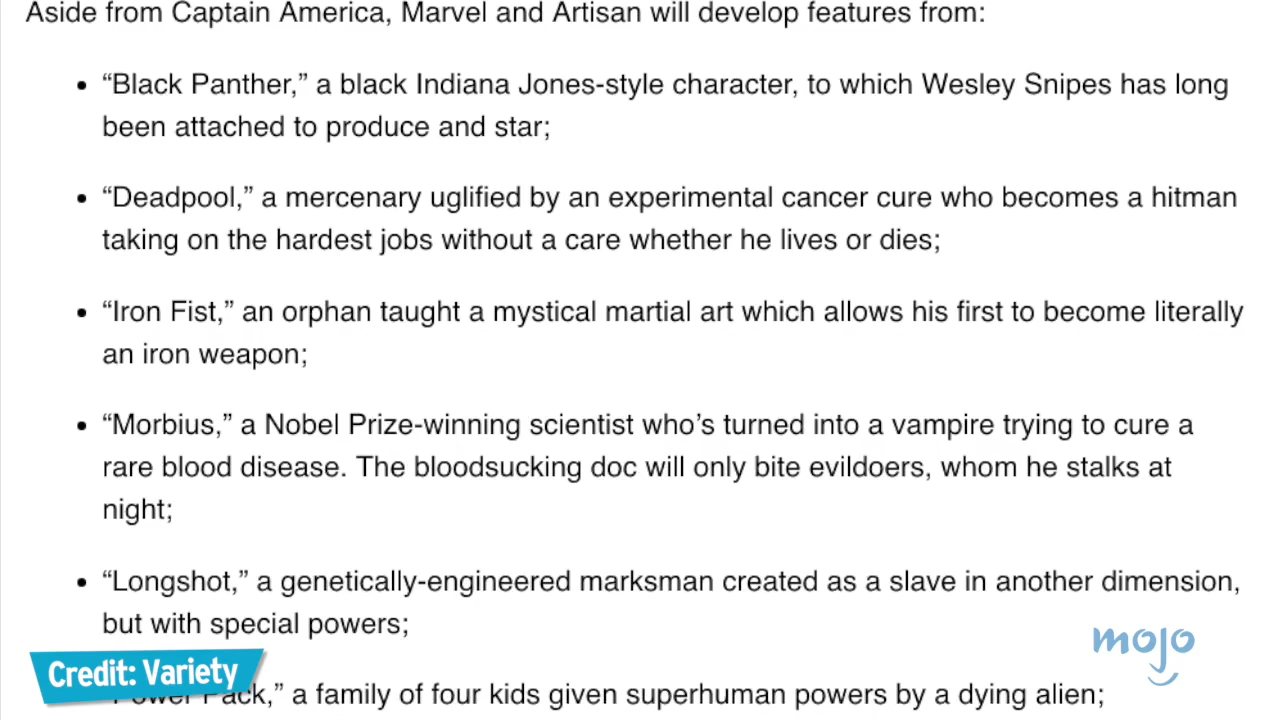 Aside from Captain America, Marvel and Artisan will develop features from:
• “Black Panther,” a black Indiana Jones-style character, to which Wesley Snipes has long
been attached to produce and star;
• “Deadpool,” a mercenary uglified by an experimental cancer cure who becomes a hitman
taking on the hardest jobs without a care whether he lives or dies;
• “Iron Fist,” an orphan taught a mystical martial art which allows his first to become literally
an iron weapon;
• “Morbius,” a Nobel Prize-winning scientist who’s turned into a vampire trying to cure a
rare blood disease. The bloodsucking doc will only bite evildoers, whom he stalks at
night;
• “Longshot,” a genetically-engineered marksman created as a slave in another dimension,
but with special powers;
mojo
Credit: Variety
“Power Pack,” a family of four kids given superhuman powers by a dying alien;